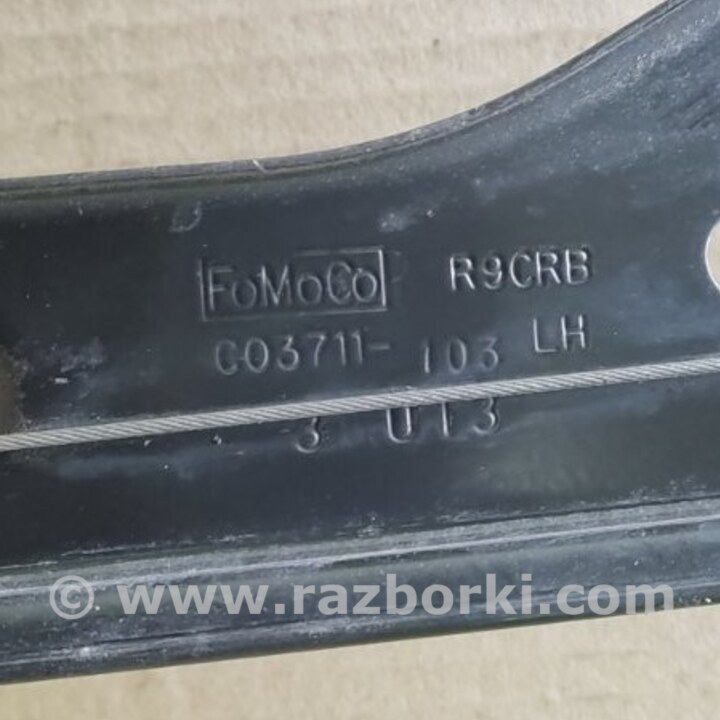 FoMoCo R9CRB
C03711- 103 LH
3 U13
© www.razborki.com